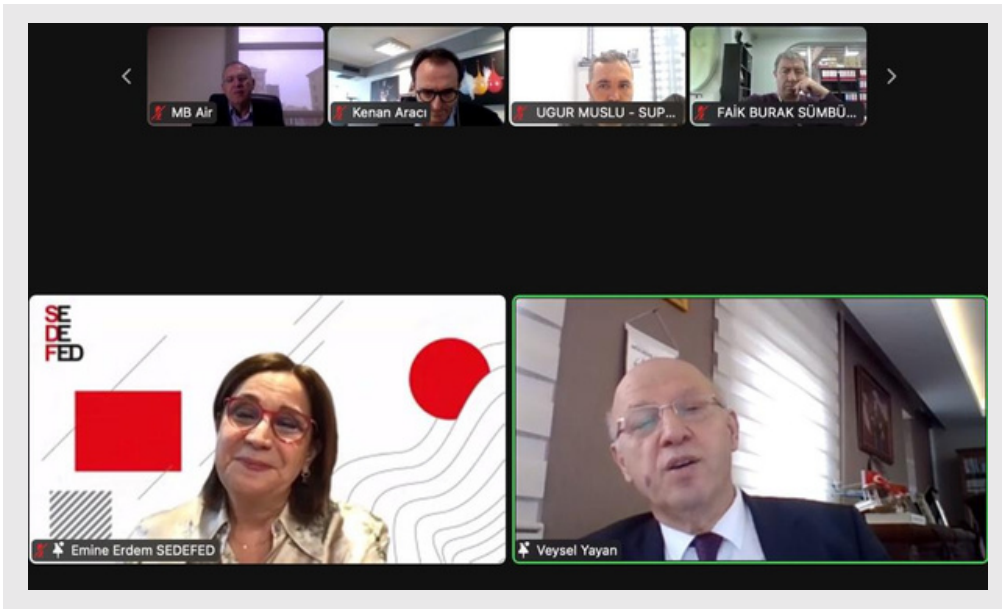 MB Air
Kenan Aracı
UGUR MUSLU - SUP...
FAİK BURAK SÜMBÜ...
SE
DE
FED
Emine Erdem SEDEFED
Veysel Yayan